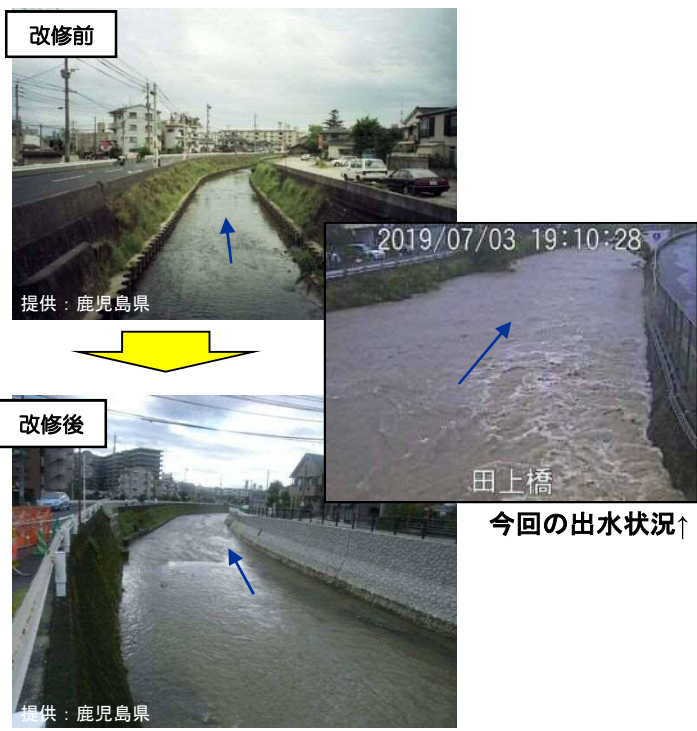 改修前
提供：鹿児島県
2019/07/03 19:10:28
田上橋
今回の出水状況↑
改修後
提供：鹿児島県